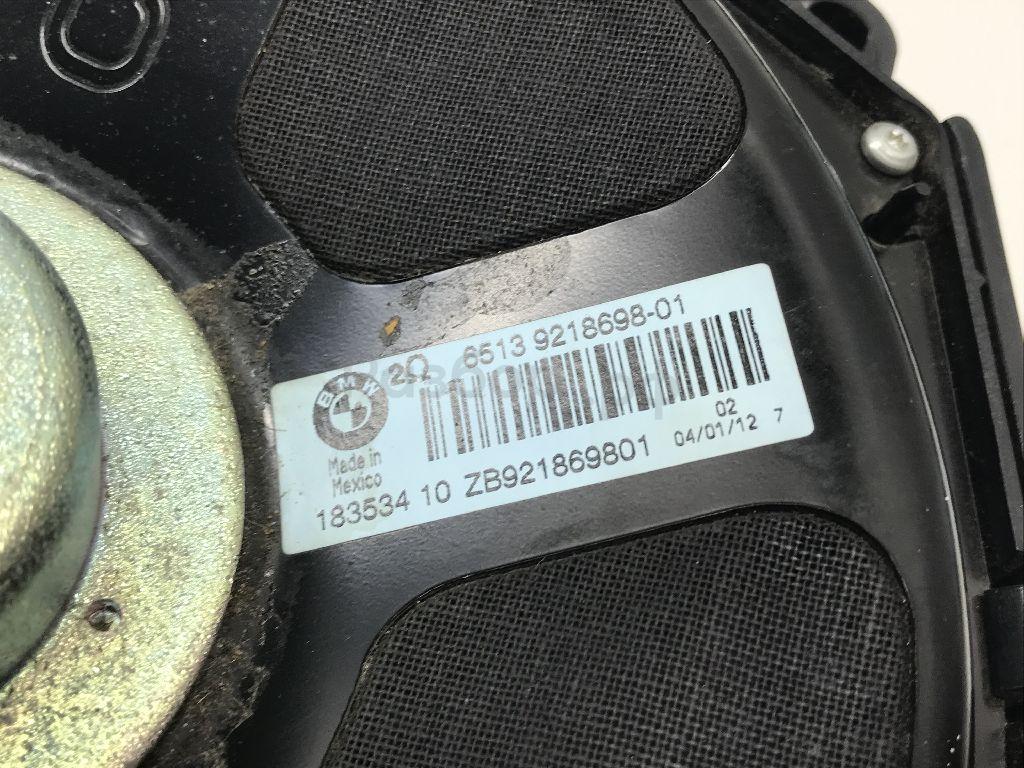 2Ω 6513 9218698-01
BMW
Made in
Mexico
02
04/01/12 7
183534 10 ZB921869801